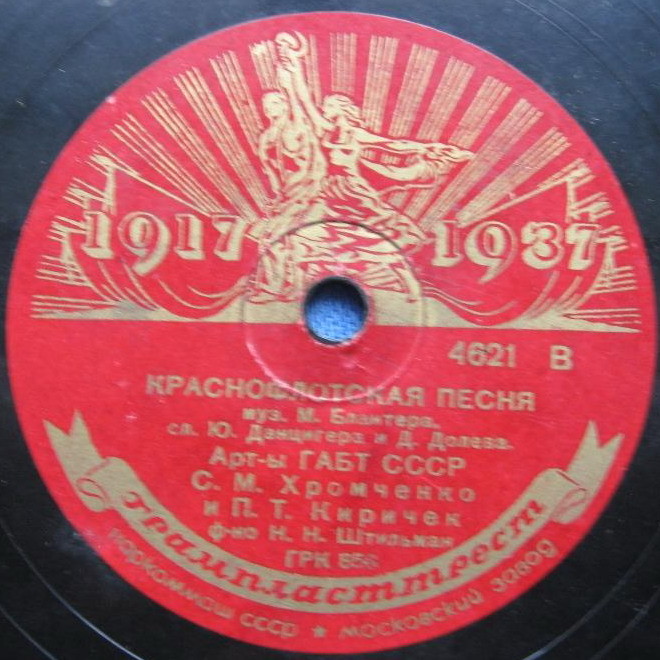 1917 1937
4621 В
КРАСНОФЛОТСКАЯ ПЕСНЯ
муз. М. Блантера,
сл. Ю. Данцигера и Д. Долева.
Арт-ы ГАБТ СССР
С. М. Хромченко
и П. Т. Киричек
ф-но Н. Н. Штильман
ГРК 856
Грампласттрест
Наркоммаш СССР ★ Московский завод